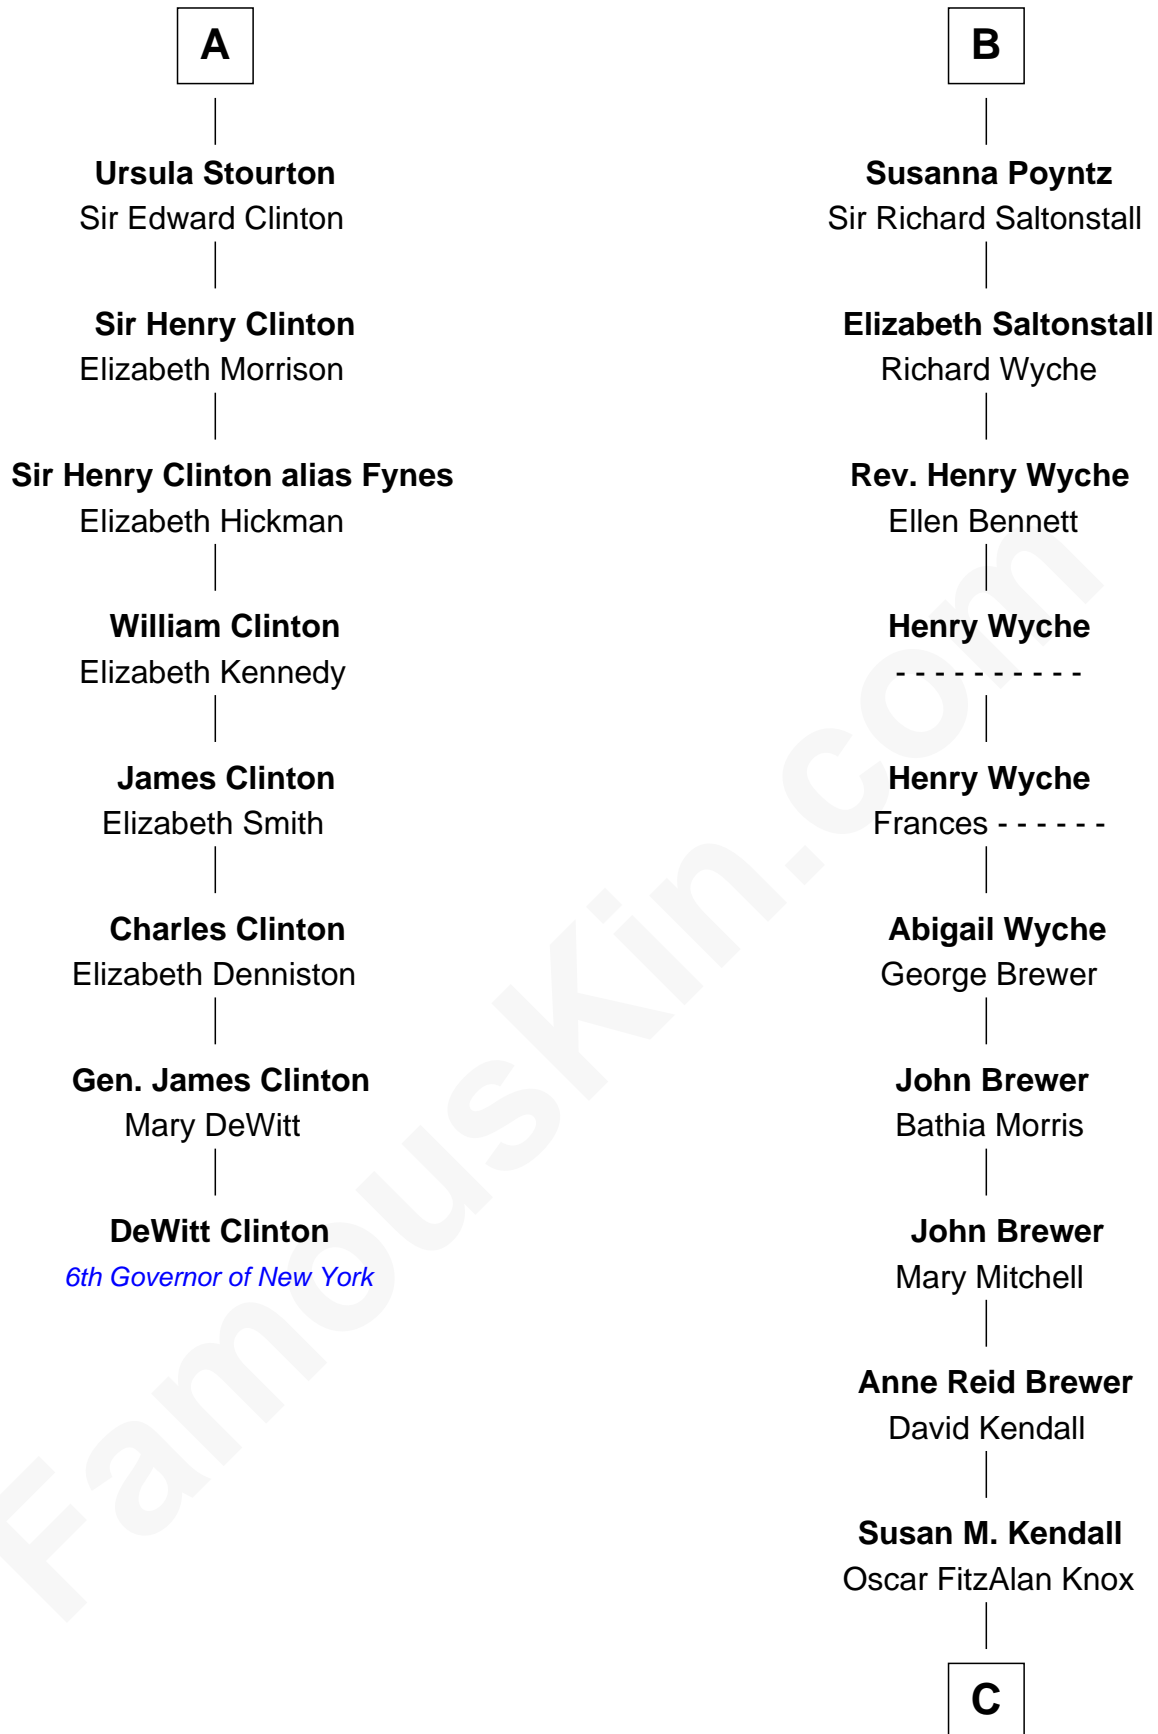 A
Ursula Stourton
Sir Edward Clinton
Sir Henry Clinton
Elizabeth Morrison
Sir Henry Clinton alias Fynes
Elizabeth Hickman
William Clinton
Elizabeth Kennedy
James Clinton
Elizabeth Smith
Charles Clinton
Elizabeth Denniston
Gen. James Clinton
Mary DeWitt
DeWitt Clinton
6th Governor of New York
B
Susanna Poyntz
Sir Richard Saltonstall
Elizabeth Saltonstall
Richard Wyche
Rev. Henry Wyche
Ellen Bennett
Henry Wyche
- - - - - - - - - -
Henry Wyche
Frances - - - - - -
Abigail Wyche
George Brewer
John Brewer
Bathia Morris
John Brewer
Mary Mitchell
Anne Reid Brewer
David Kendall
Susan M. Kendall
Oscar FitzAlan Knox
C
FamousKin.com